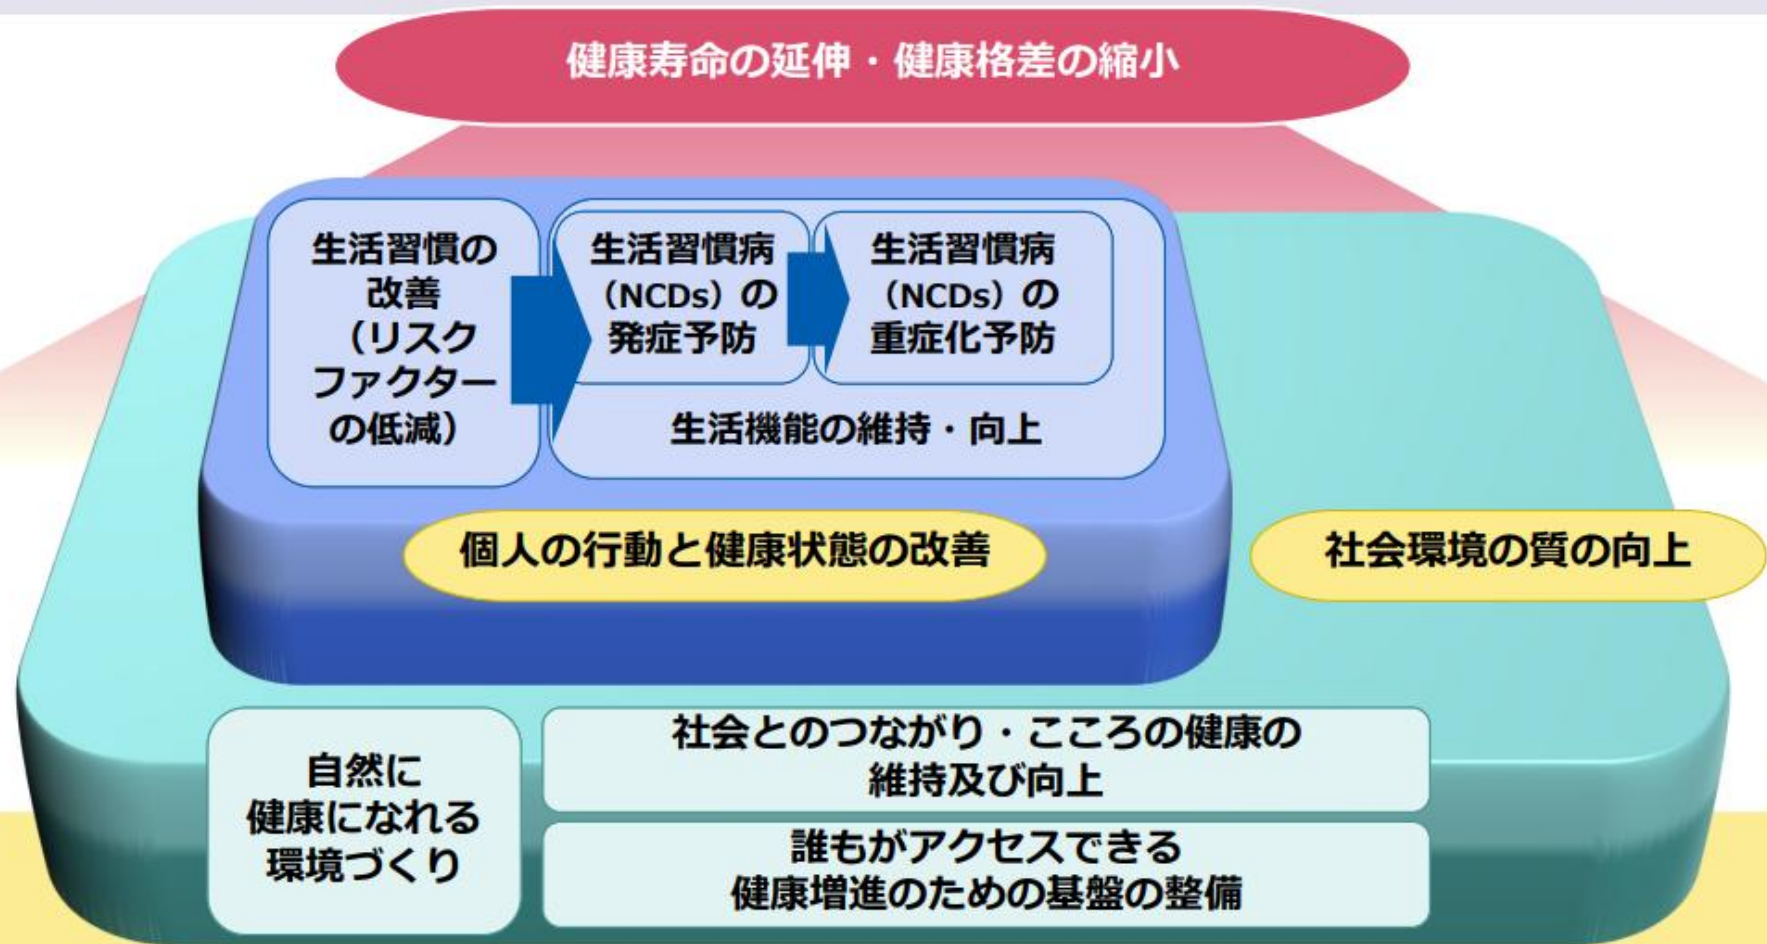 健康寿命の延伸・健康格差の縮小
生活習慣の
改善
（リスク
ファクター
の低減）
生活習慣病
（NCDs）の
発症予防
生活習慣病
（NCDs）の
重症化予防
生活機能の維持・向上
個人の行動と健康状態の改善
社会環境の質の向上
自然に
健康になれる
環境づくり
社会とのつながり・こころの健康の
維持及び向上
誰もがアクセスできる
健康増進のための基盤の整備